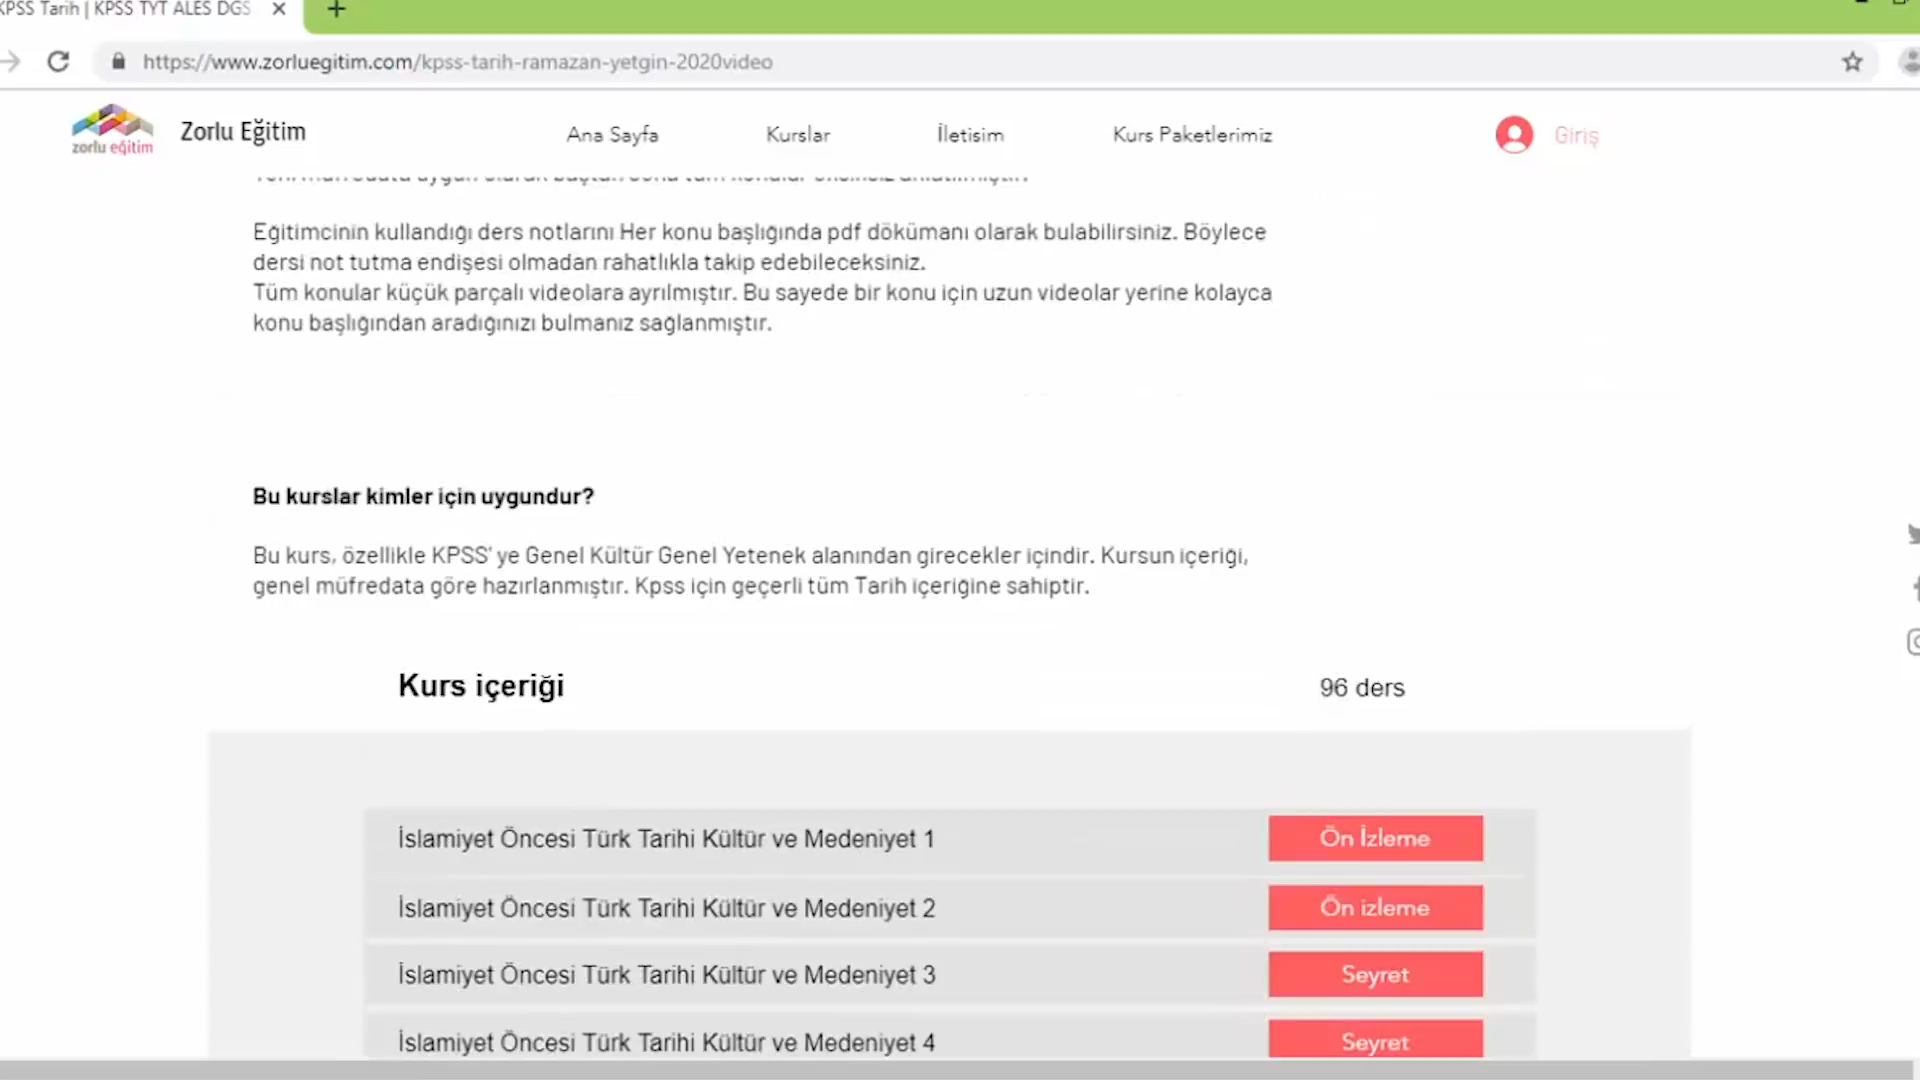 KPSS Tarih | KPSS TYT ALES DGS
https://www.zorluegitim.com/kpss-tarih-ramazan-yetgin-2020video
zorlu eğitim
Zorlu Eğitim
Ana Sayfa
Kurslar
İletisim
Kurs Paketlerimiz
Giriş
Eğitimcinin kullandığı ders notlarını Her konu başlığında pdf dökümanı olarak bulabilirsiniz. Böylece
dersi not tutma endişesi olmadan rahatlıkla takip edebileceksiniz.
Tüm konular küçük parçalı videolara ayrılmıştır. Bu sayede bir konu için uzun videolar yerine kolayca
konu başlığından aradığınızı bulmanız sağlanmıştır.
Bu kurslar kimler için uygundur?
Bu kurs, özellikle KPSS' ye Genel Kültür Genel Yetenek alanından girecekler içindir. Kursun içeriği,
genel müfredata göre hazırlanmıştır. Kpss için geçerli tüm Tarih içeriğine sahiptir.
Kurs içeriği
96 ders
İslamiyet Öncesi Türk Tarihi Kültür ve Medeniyet 1
Ön İzleme
İslamiyet Öncesi Türk Tarihi Kültür ve Medeniyet 2
Ön izleme
İslamiyet Öncesi Türk Tarihi Kültür ve Medeniyet 3
Seyret
İslamiyet Öncesi Türk Tarihi Kültür ve Medeniyet 4
Seyret